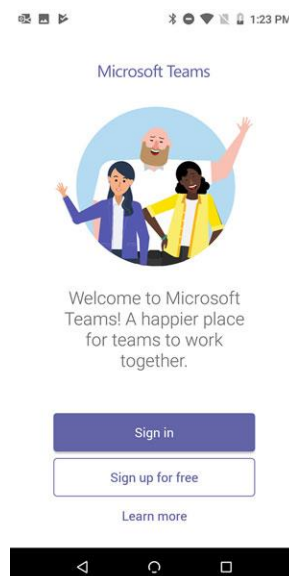 1:23 PM
Microsoft Teams
Welcome to Microsoft
Teams! A happier place
for teams to work
together.
Sign in
Sign up for free
Learn more